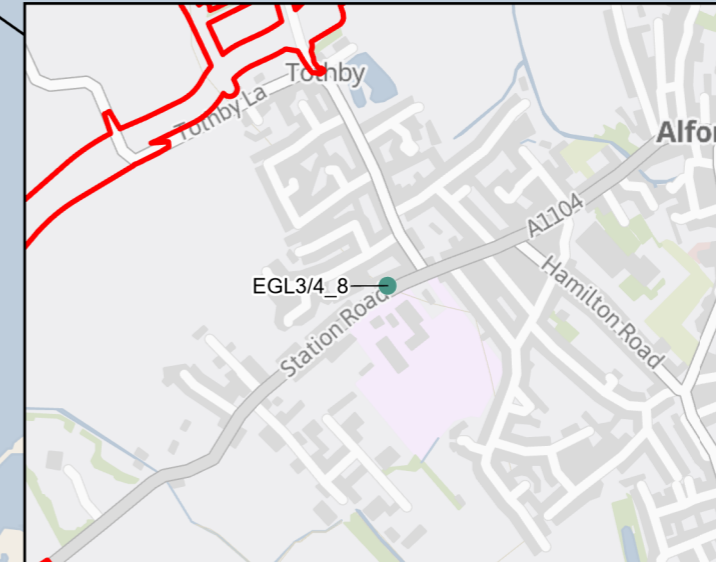 Tothby
Tothby La
Alfor
A1104
EGL3/4_8
Station Road
Hamilton Road